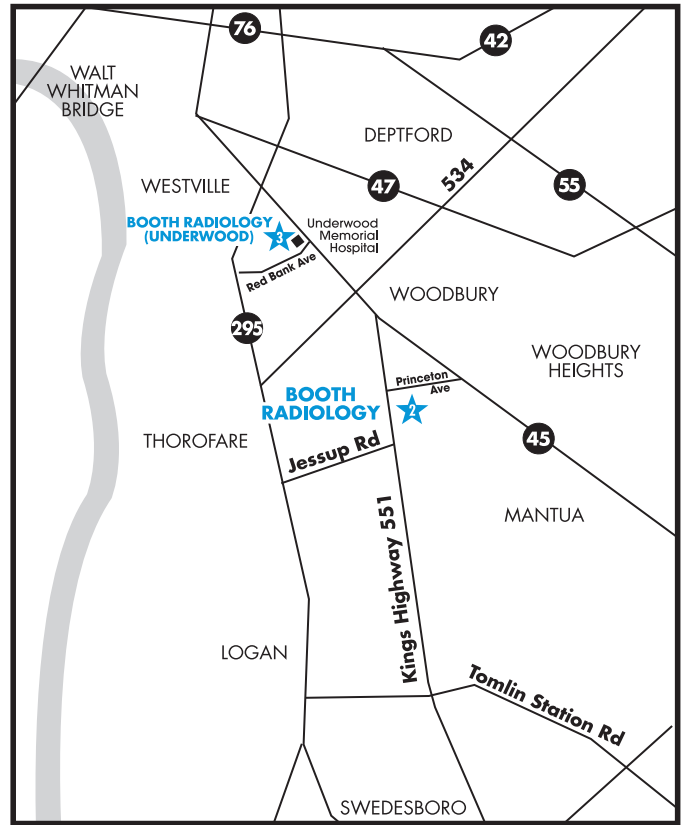 76
42
WALT
WHITMAN
BRIDGE
DEPTFORD
534
55
47
WESTVILLE
BOOTH RADIOLOGY
(UNDERWOOD)
3
Underwood
Memorial
Hospital
Red Bank Ave
WOODBURY
295
WOODBURY
HEIGHTS
Princeton
Ave
BOOTH
RADIOLOGY
2
45
THOROFARE
Jessup Rd
MANTUA
Kings Highway 551
LOGAN
Tomlin Station Rd
SWEDESBORO